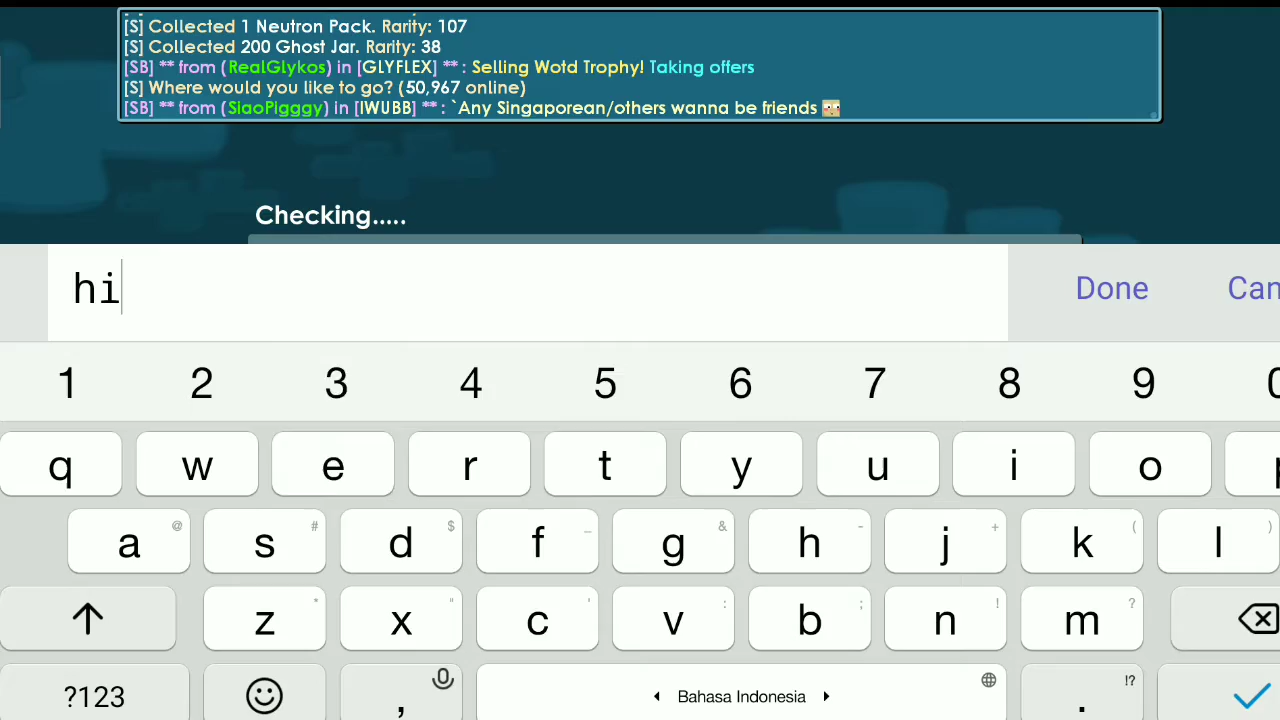 [S] Collected 1 Neutron Pack. Rarity: 107
[S] Collected 200 Ghost Jar. Rarity: 38
[SB] ** from (RealGlykos) in [GLYFLEX] ** : Selling Wotd Trophy! Taking offers
[S] Where would you like to go? (50,967 online)
[SB] ** from (SiaoPigggy) in [IWUBB] ** : `Any Singaporean/others wanna be friends
Checking.....
hi
Done Can
1 2 3 4 5 6 7 8 9 0
q w e r t y u i o p
@ # $ _ & - + ( )
a s d f g h j k l
* " ' : ; ! ?
z x c v b n m
?123 , Bahasa Indonesia . !?